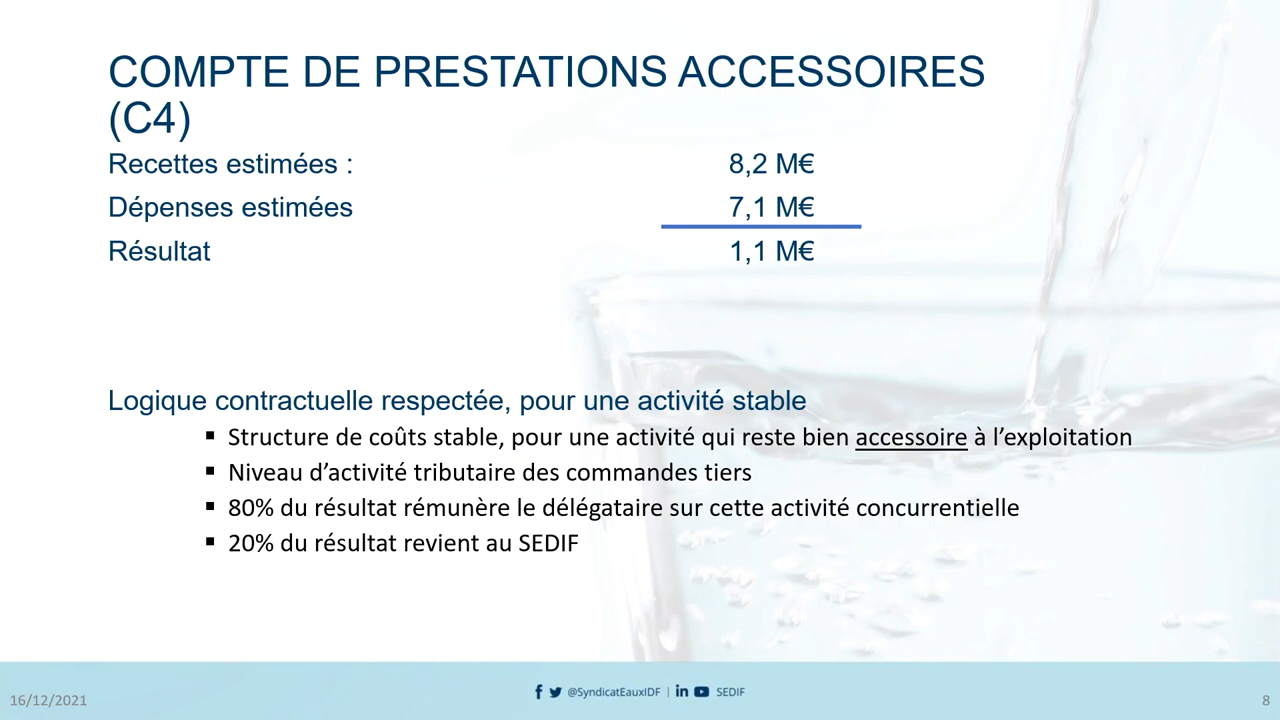 COMPTE DE PRESTATIONS ACCESSOIRES
(C4)
Recettes estimées : 8,2 M€
Dépenses estimées 7,1 M€
Résultat 1,1 M€
Logique contractuelle respectée, pour une activité stable
▪ Structure de coûts stable, pour une activité qui reste bien accessoire à l’exploitation
▪ Niveau d’activité tributaire des commandes tiers
▪ 80% du résultat rémunère le délégataire sur cette activité concurrentielle
▪ 20% du résultat revient au SEDIF
16/12/2021 @SyndicatEauxIDF | SEDIF 8